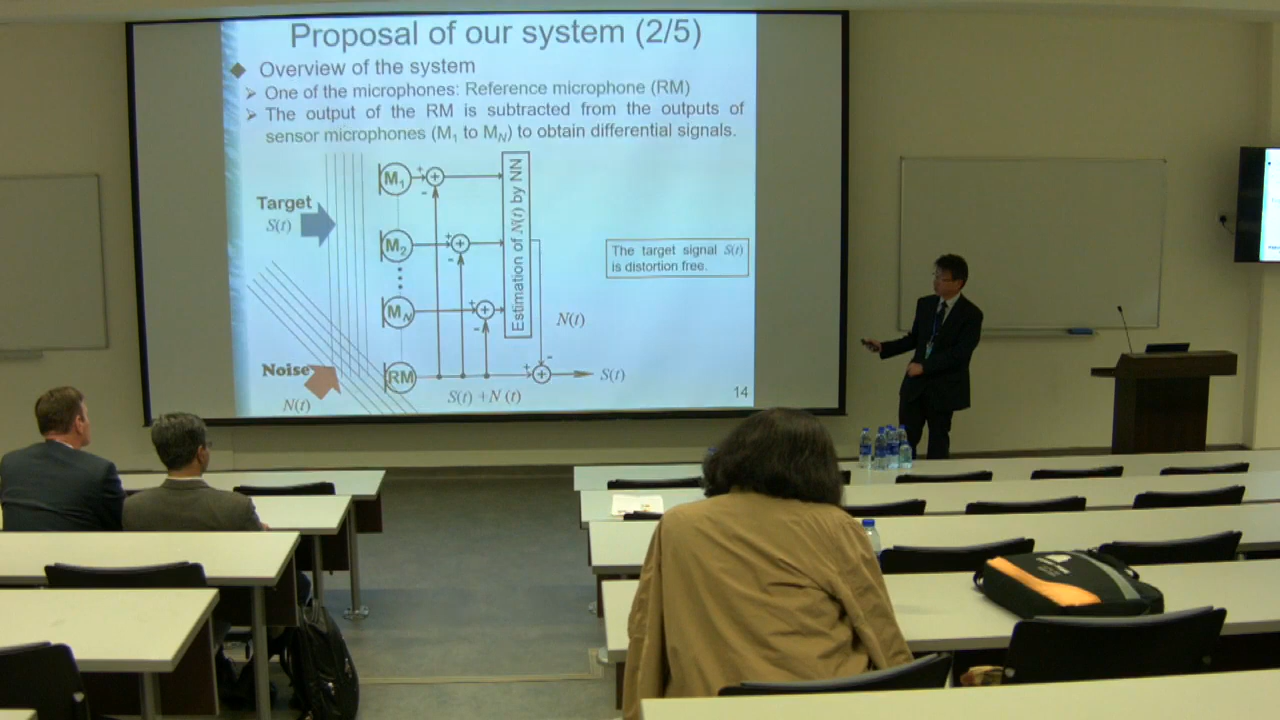 Proposal of our system (2/5)
Overview of the system
One of the microphones: Reference microphone (RM)
The output of the RM is subtracted from the outputs of
sensor microphones (M1 to MN) to obtain differential signals.
M1
Target
S(t)
M2
Estimation of N(t) by NN
The target signal S(t)
is distortion free.
MN
N(t)
Noise
RM
S(t)
N(t)
S(t) +N (t)
14